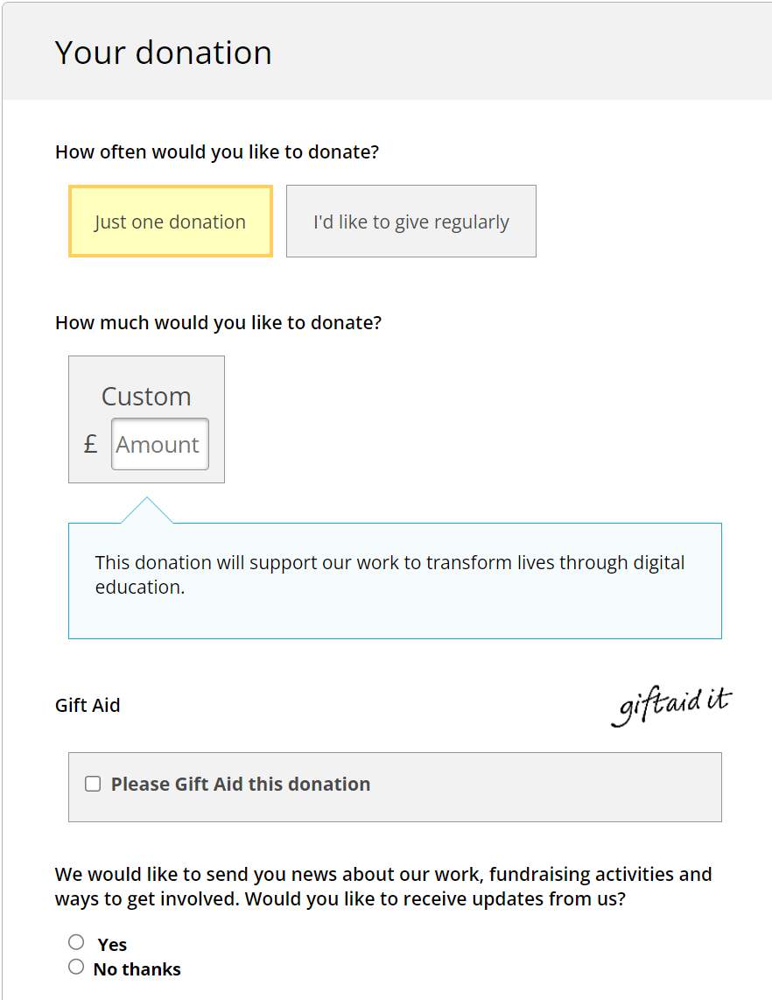 Your donation
How often would you like to donate?
Just one donation
I'd like to give regularly
How much would you like to donate?
Custom
£ Amount
This donation will support our work to transform lives through digital
education.
Gift Aid
giftaid it
Please Gift Aid this donation
We would like to send you news about our work, fundraising activities and
ways to get involved. Would you like to receive updates from us?
Yes
No thanks